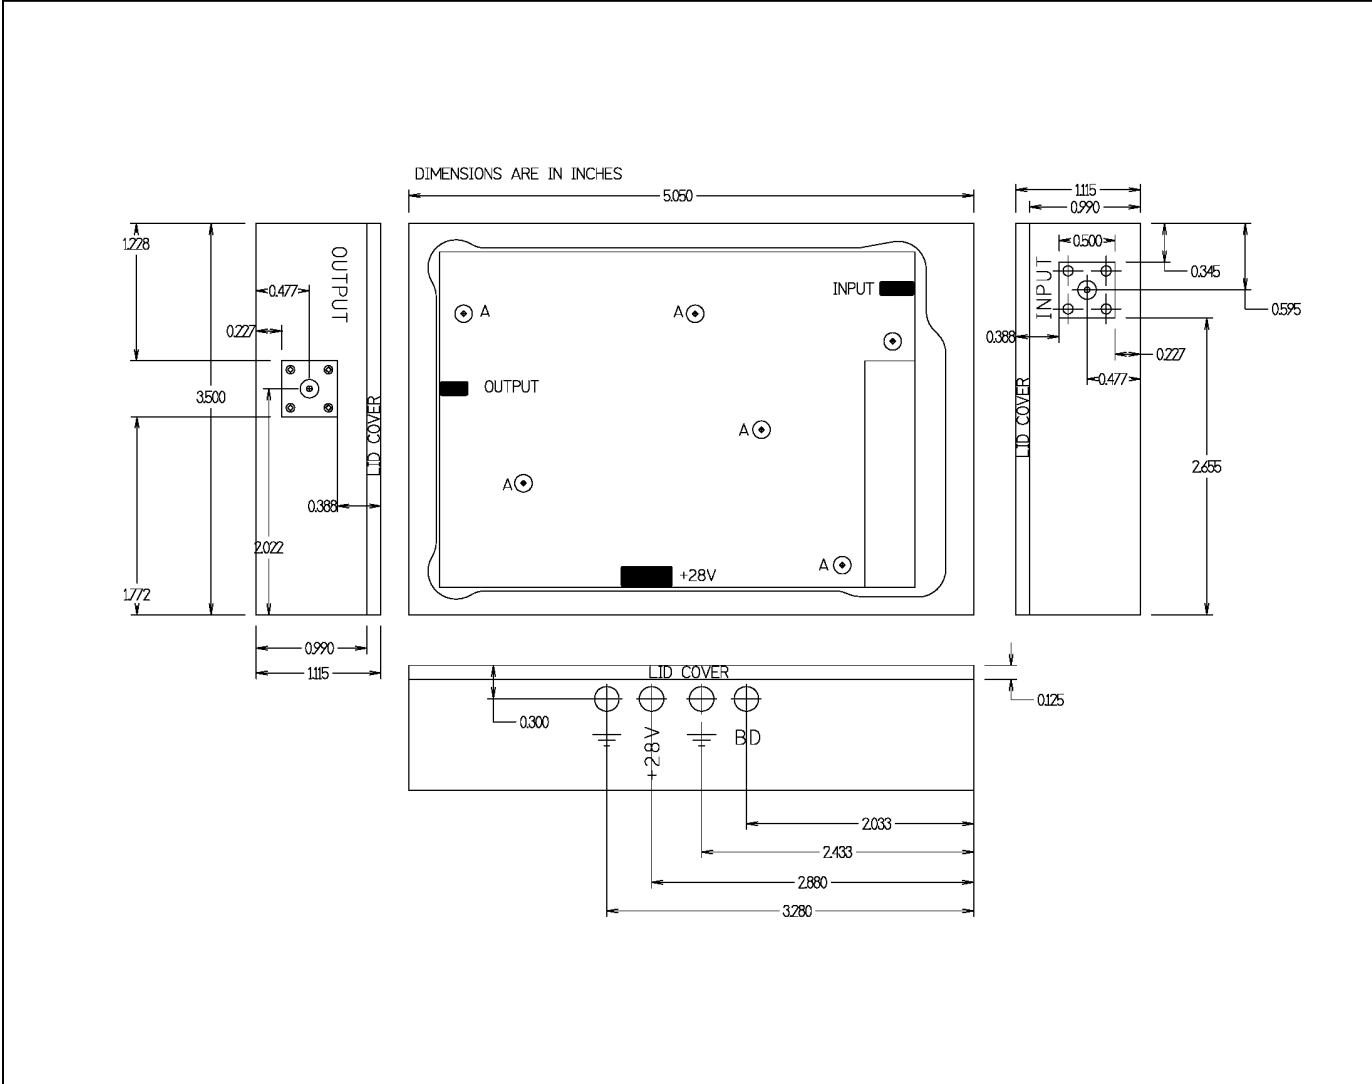 DIMENSIONS ARE IN INCHES
5.050
1.115
0.990
1.228
OUTPUT
0.500
0.345
INPUT
INPUT
0.477
0.595
A
A
0.227
0.388
0.227
0.477
3.500
OUTPUT
LID COVER
LID COVER
A
2.655
A
0.388
2.022
A
+28V
1.772
0.990
1.115
LID COVER
0.125
0.300
+28V
BD
2.033
2.433
2.880
3.280